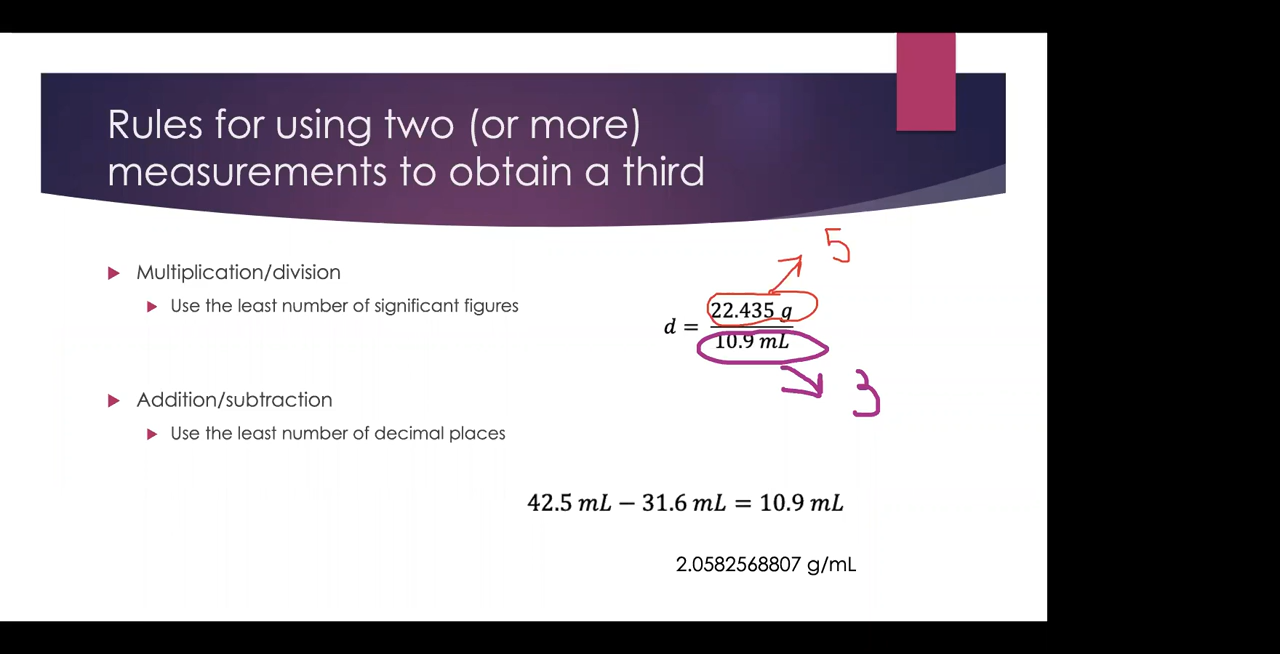 Rules for using two (or more)
measurements to obtain a third
Multiplication/division
Use the least number of significant figures
5
d = 22.435 g
10.9 mL
3
Addition/subtraction
Use the least number of decimal places
42.5 mL − 31.6 mL = 10.9 mL
2.0582568807 g/mL